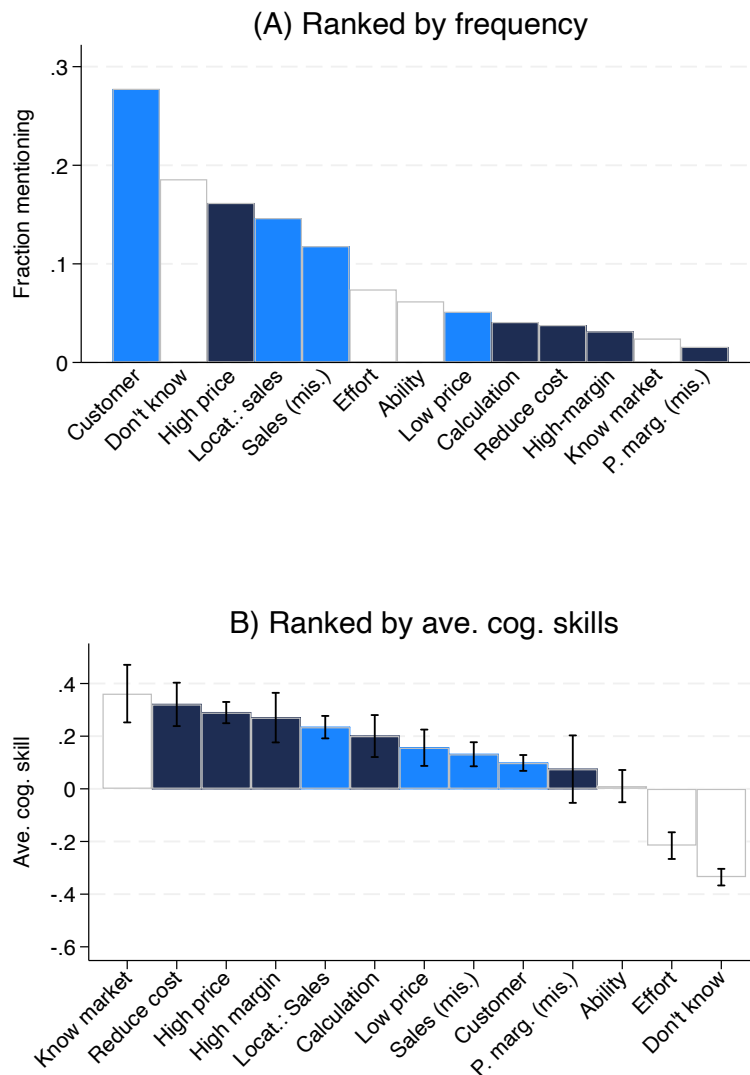 (A) Ranked by frequency
Fraction mentioning
.3
.2
.1
0
Customer
Don't know
High price
Locat.: sales
Sales (mis.)
Effort
Ability
Low price
Calculation
Reduce cost
High-margin
Know market
P. marg. (mis.)
B) Ranked by ave. cog. skills
Ave. cog. skill
.4
.2
0
-.2
-.4
-.6
Know market
Reduce cost
High price
High margin
Locat.: Sales
Calculation
Low price
Sales (mis.)
Customer
P. marg. (mis.)
Ability
Effort
Don't know